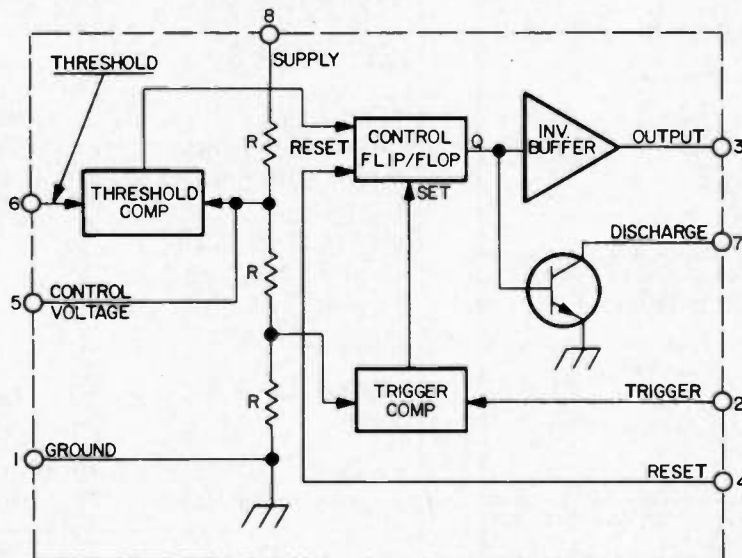 8
SUPPLY
THRESHOLD
R
RESET
CONTROL
FLIP/FLOP
Q
INV.
BUFFER
OUTPUT
3
6
THRESHOLD
COMP
SET
DISCHARGE
7
R
5
CONTROL
VOLTAGE
R
TRIGGER
COMP
TRIGGER
2
1
GROUND
RESET
4